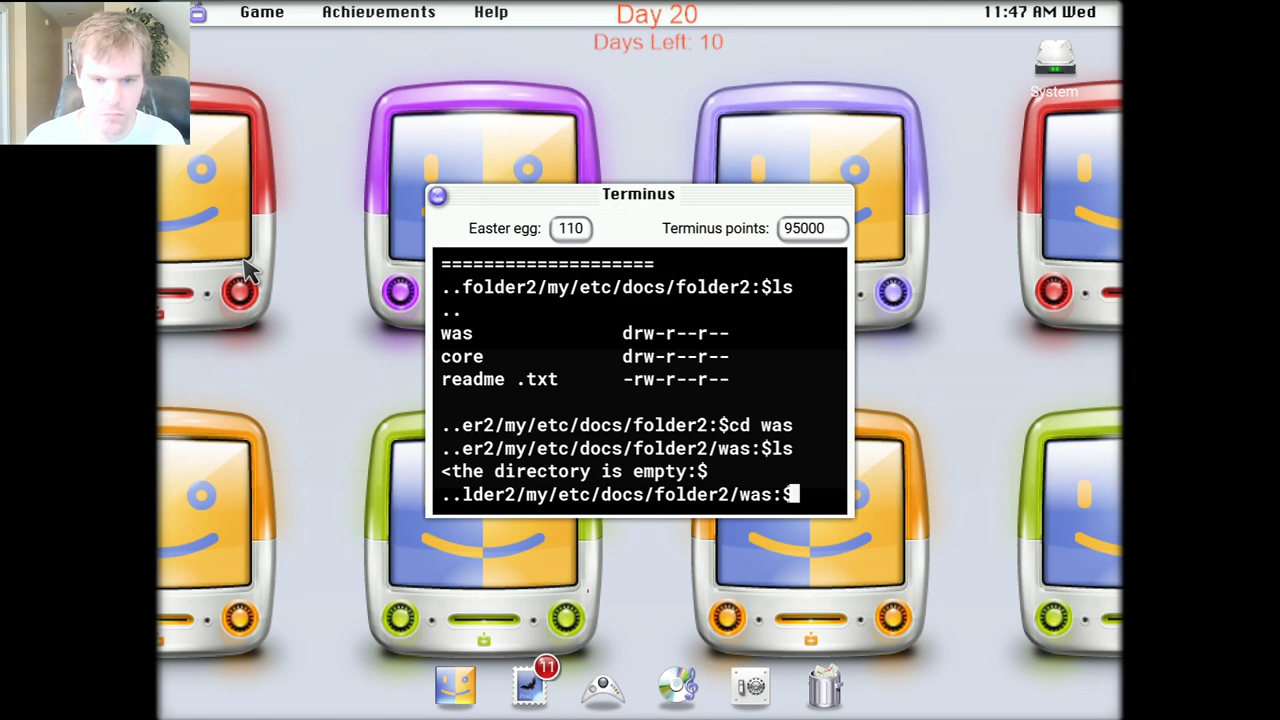 Game Achievements Help
Day 20
11:47 AM Wed
Days Left: 10
System
Terminus
Easter egg: 110 Terminus points: 95000
====================
..folder2/my/etc/docs/folder2:$ls
..
was drw-r--r--
core drw-r--r--
readme .txt -rw-r--r--
..er2/my/etc/docs/folder2:$cd was
..er2/my/etc/docs/folder2/was:$ls
<the directory is empty:$
..lder2/my/etc/docs/folder2/was:$
11